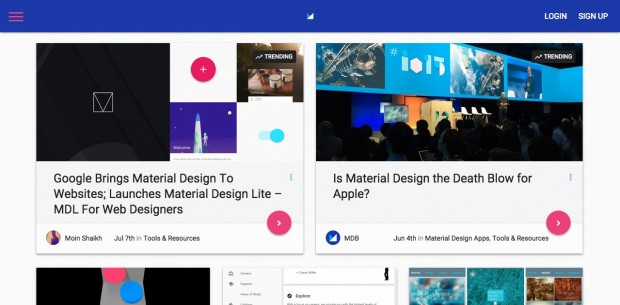 LOGIN SIGN UP
TRENDING
TRENDING
Welcome
Google Brings Material Design To
Websites; Launches Material Design Lite –
MDL For Web Designers
Moin Shaikh Jul 7th in Tools & Resources
#io15
Is Material Design the Death Blow for
Apple?
MDB Jun 4th in Material Design Apps, Tools & Resources
Explore